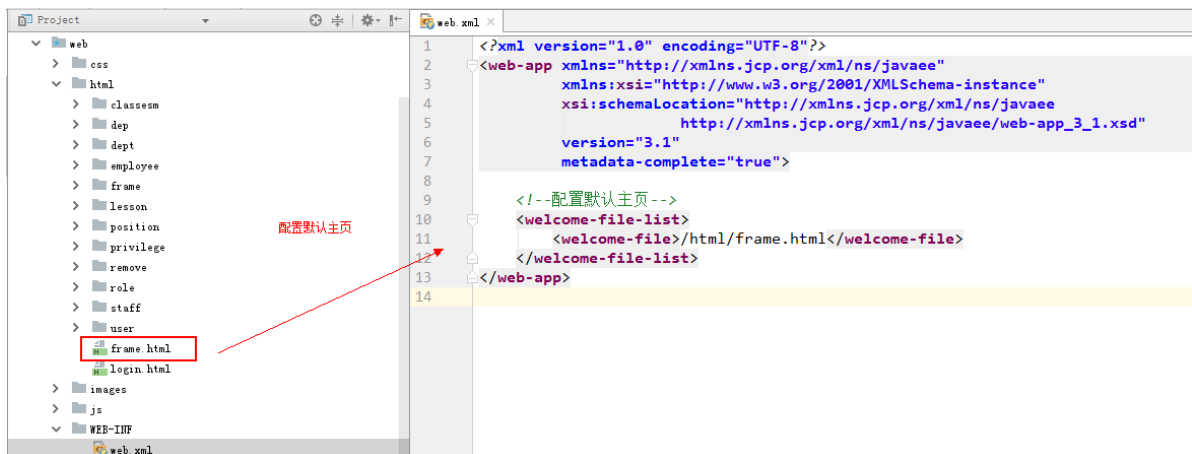 Project
web
css
html
classesm
dep
dept
employee
frame
lesson
position
privilege
remove
role
staff
user
frame.html
login.html
images
js
WEB-INF
web.xml
配置默认主页
web.xml
1 <?xml version="1.0" encoding="UTF-8"?>
2 <web-app xmlns="http://xmlns.jcp.org/xml/ns/javaee"
3 xmlns:xsi="http://www.w3.org/2001/XMLSchema-instance"
4 xsi:schemaLocation="http://xmlns.jcp.org/xml/ns/javaee
5 http://xmlns.jcp.org/xml/ns/javaee/web-app_3_1.xsd"
6 version="3.1"
7 metadata-complete="true">
8
9 <!--配置默认主页-->
10 <welcome-file-list>
11 <welcome-file>/html/frame.html</welcome-file>
12 </welcome-file-list>
13 </web-app>
14